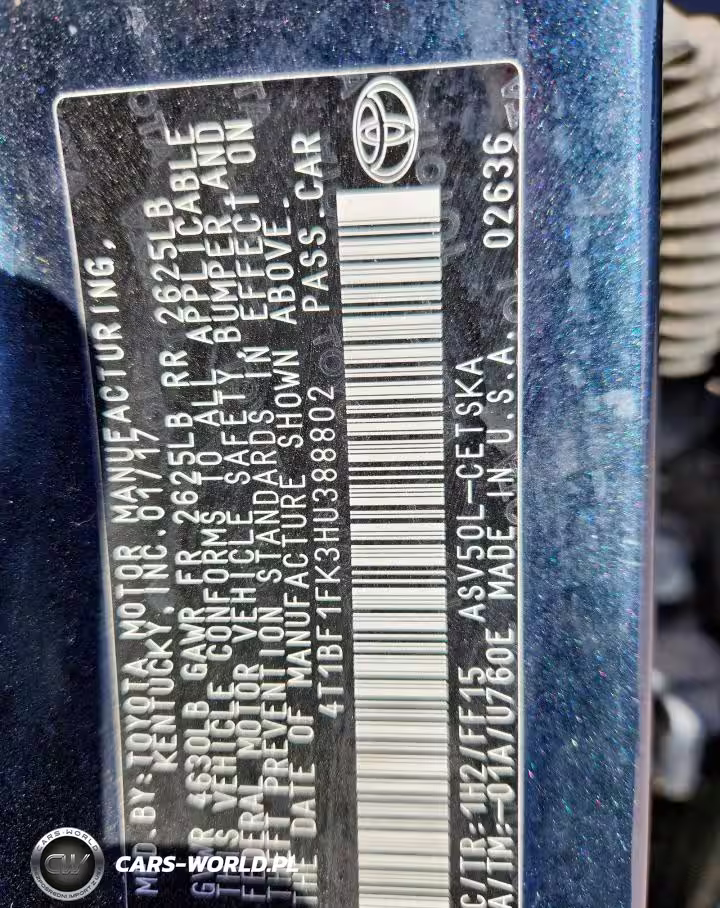 MFD.BY:TOYOTA MOTOR MANUFACTURING,
KENTUCKY, INC.01/17
GVWR 4630LB GAWR FR 2625LB RR 2625LB
THIS VEHICLE CONFORMS TO ALL APPLICABLE
FEDERAL MOTOR VEHICLE SAFETY, BUMPER, AND
THEFT PREVENTION STANDARDS IN EFFECT ON
THE DATE OF MANUFACTURE SHOWN ABOVE.
4T1BF1FK3HU388802 PASS.CAR
C/TR:1H2/FF15 ASV50L-CETSKA 02636
A/TM:-01A/U760E MADE IN U.S.A.
CARS-WORLD
CW
CARS-WORLD.PL